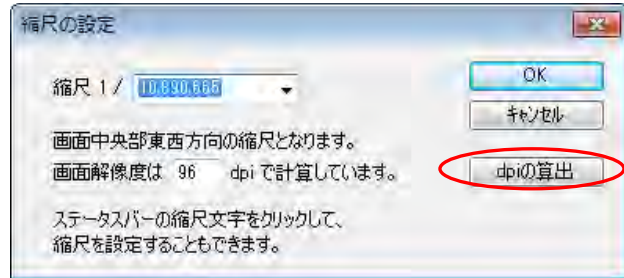 縮尺の設定
縮尺 1/ 10,690,665
OK
キャンセル
画面中央部東西方向の縮尺となります。
画面解像度は 96 dpi で計算しています。
dpiの算出
ステータスバーの縮尺文字をクリックして、
縮尺を設定することもできます。